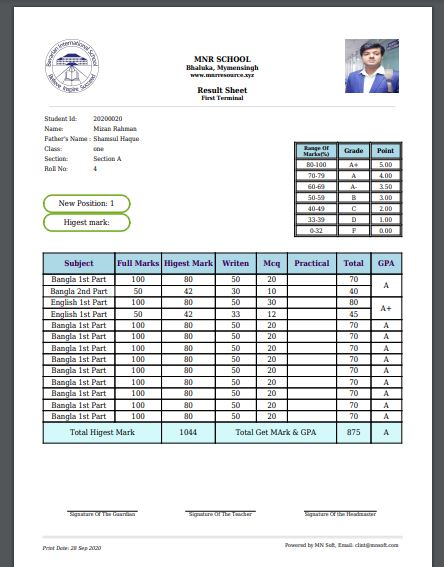 Sonarian International School
Believe Inspire Succeed
MNR SCHOOL
Bhaluka, Mymensingh
www.mnrresource.xyz
Result Sheet
First Terminal
Student Id: 20200020
Name: Mizan Rahman
Father's Name : Shamsul Haque
Class: one
Section: Section A
Roll No: 4
Range Of Marks(%) Grade Point
80-100 A+ 5.00
70-79 A 4.00
60-69 A- 3.50
50-59 B 3.00
40-49 C 2.00
33-39 D 1.00
0-32 F 0.00
New Position: 1
Higest mark:
Subject Full Marks Higest Mark Writen Mcq Practical Total GPA
Bangla 1st Part 100 80 50 20 70 A
Bangla 2nd Part 50 42 30 10 40
English 1st Part 100 80 50 30 80 A+
English 1st Part 50 42 33 12 45
Bangla 1st Part 100 80 50 20 70 A
Bangla 1st Part 100 80 50 20 70 A
Bangla 1st Part 100 80 50 20 70 A
Bangla 1st Part 100 80 50 20 70 A
Bangla 1st Part 100 80 50 20 70 A
Bangla 1st Part 100 80 50 20 70 A
Bangla 1st Part 100 80 50 20 70 A
Bangla 1st Part 100 80 50 20 70 A
Bangla 1st Part 100 80 50 20 70 A
Total Higest Mark 1044 Total Get MArk & GPA 875 A
Signature Of The Guardian Signature Of The Teacher Signature Of the Headmaster
Print Date: 28 Sep 2020 Powered by MN Soft, Email: clint@mnsoft.com